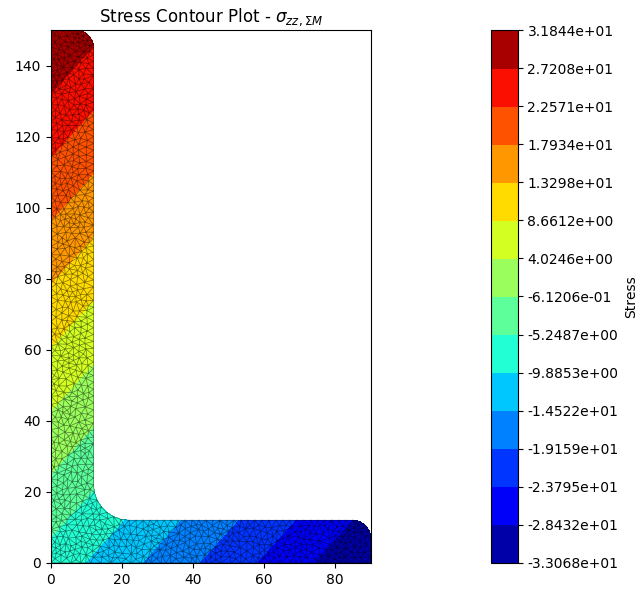 Stress Contour Plot - σzz,ΣM
140
120
100
80
60
40
20
0
0 20 40 60 80
3.1844e+01
2.7208e+01
2.2571e+01
1.7934e+01
1.3298e+01
8.6612e+00
4.0246e+00
-6.1206e-01
-5.2487e+00
-9.8853e+00
-1.4522e+01
-1.9159e+01
-2.3795e+01
-2.8432e+01
-3.3068e+01
Stress